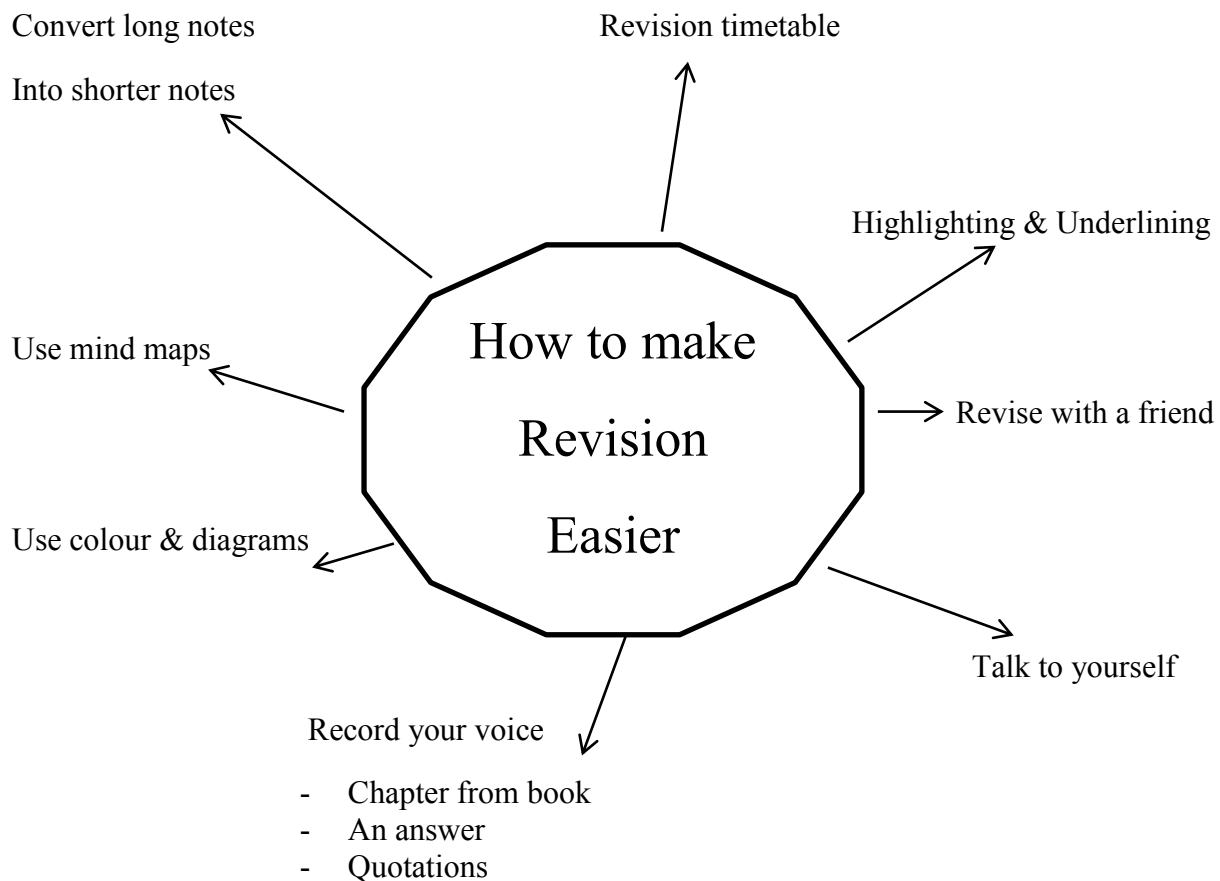 Convert long notes
Into shorter notes
Revision timetable
Highlighting & Underlining
How to make
Revision
Easier
Use mind maps
Revise with a friend
Use colour & diagrams
Talk to yourself
Record your voice
- Chapter from book
- An answer
- Quotations